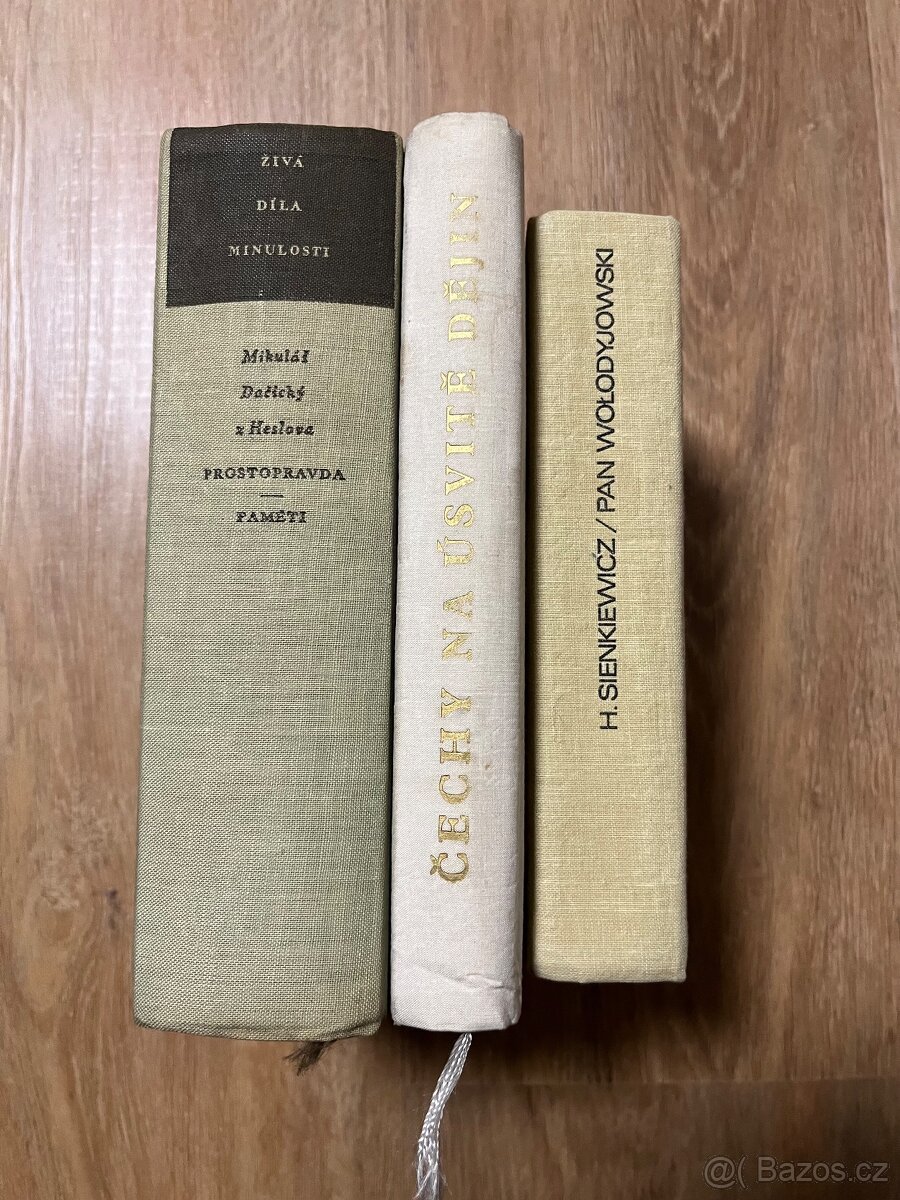 ŽIVÁ
DÍLA
MINULOSTI
Mikuláš
Dačický
z Heslova
PROSTOPRAVDA
PAMĚTI
ČECHY NA ÚSVITĚ DĚJIN
H. SIENKIEWICZ / PAN WOŁODYJOWSKI
@( Bazos.cz